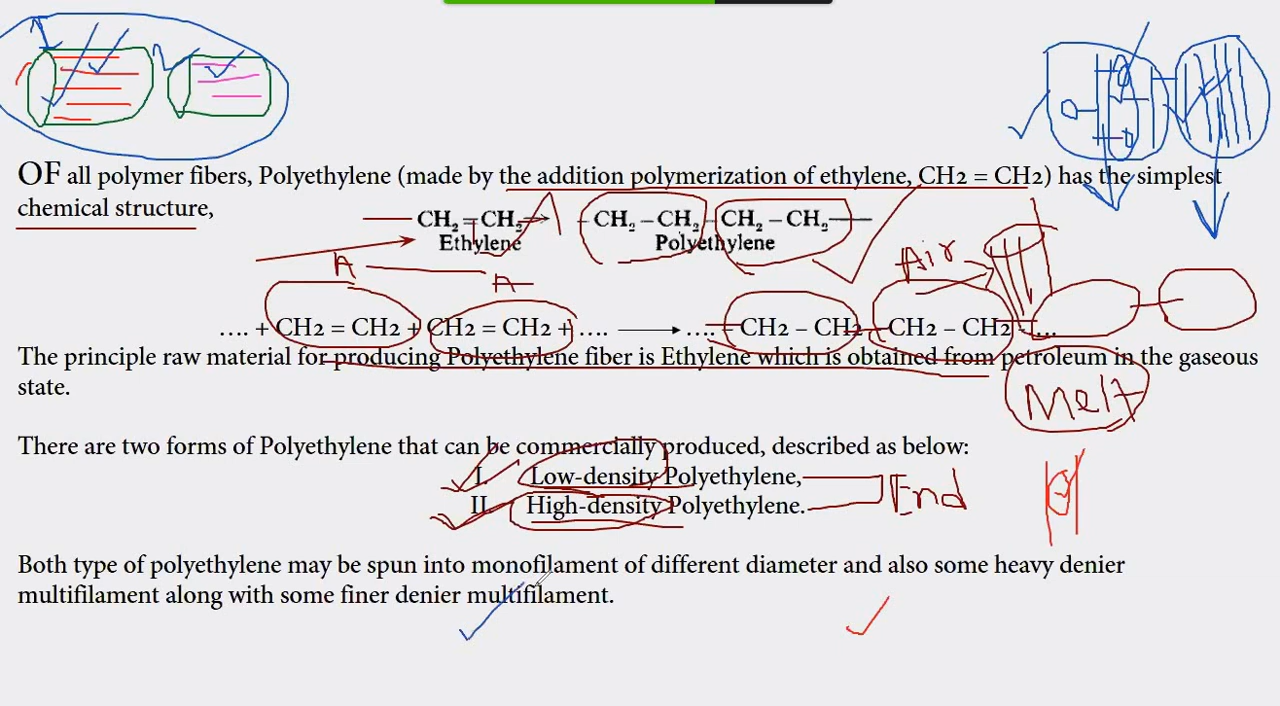 OF all polymer fibers, Polyethylene (made by the addition polymerization of ethylene, CH2 = CH2) has the simplest
chemical structure,
CH₂ = CH₂ → - CH₂ - CH₂ - CH₂ - CH₂ -
Ethylene Polyethylene
Air
A
A
.... + CH2 = CH2 + CH2 = CH2 + .... → .... – CH2 – CH2 – CH2 – CH2 – ....
The principle raw material for producing Polyethylene fiber is Ethylene which is obtained from petroleum in the gaseous
state.
Melt
There are two forms of Polyethylene that can be commercially produced, described as below:
I. Low-density Polyethylene,
II. High-density Polyethylene.
End
Both type of polyethylene may be spun into monofilament of different diameter and also some heavy denier
multifilament along with some finer denier multifilament.